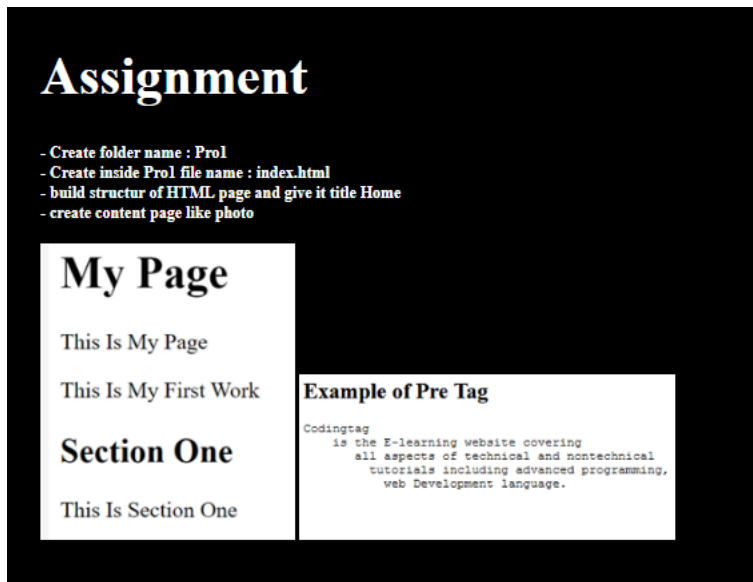 Assignment
- Create folder name : Pro1
- Create inside Pro1 file name : index.html
- build structur of HTML page and give it title Home
- create content page like photo
My Page
This Is My Page
This Is My First Work
Section One
This Is Section One
Example of Pre Tag
Codingtag
is the E-learning website covering
all aspects of technical and nontechnical
tutorials including advanced programming,
web Development language.